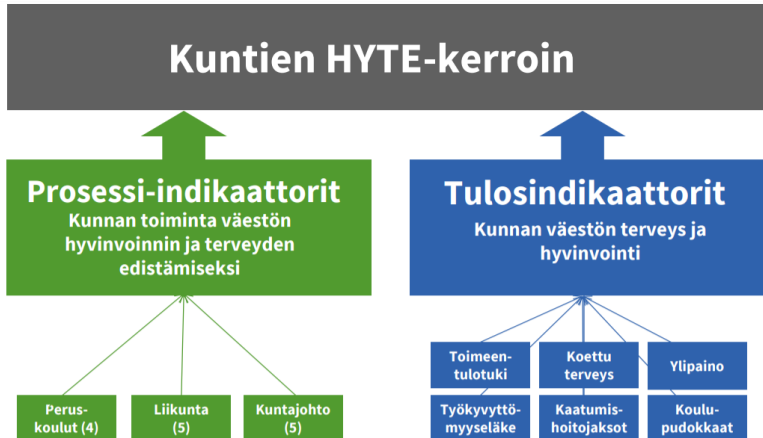 Kuntien HYTE-kerroin
Prosessi-indikaattorit
Kunnan toiminta väestön
hyvinvoinnin ja terveyden
edistämiseksi
Tulosindikaattorit
Kunnan väestön terveys ja
hyvinvointi
Perus-
koulut (4)
Liikunta
(5)
Kuntajohto
(5)
Toimeen-
tulotuki
Koettu
terveys
Ylipaino
Työkyvyttö-
myyseläke
Kaatumis-
hoitojaksot
Koulu-
pudokkaat